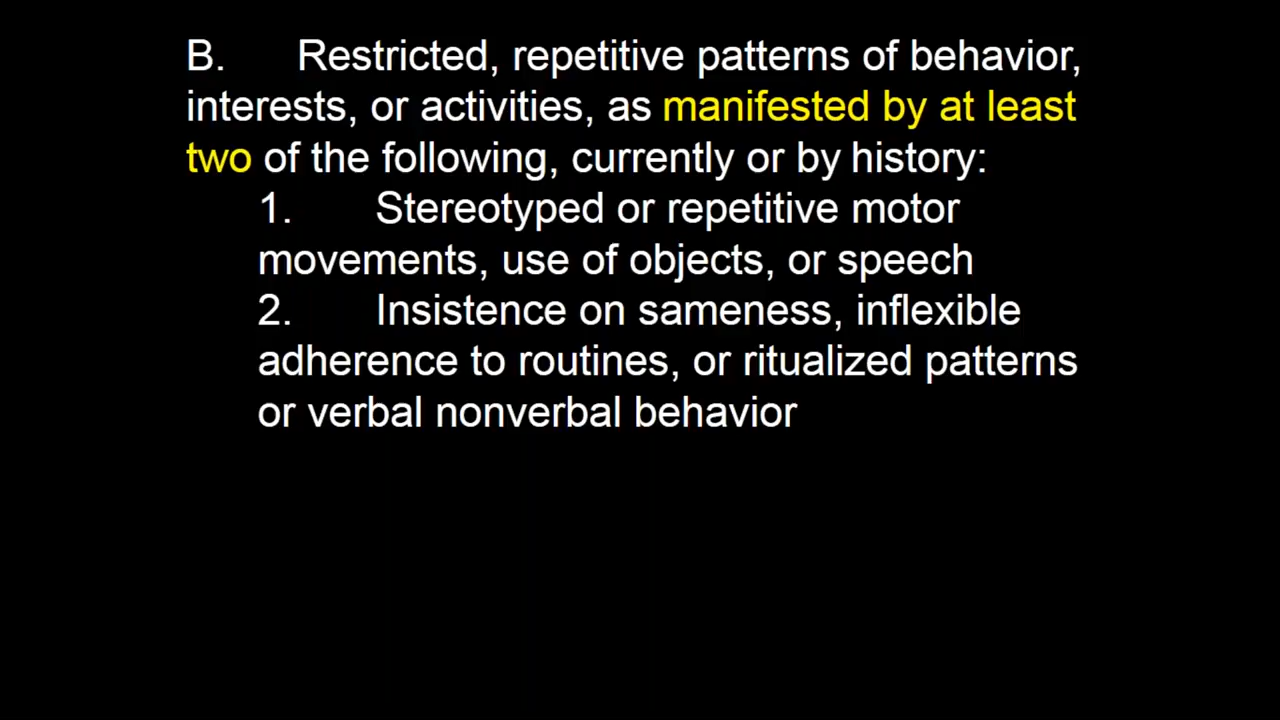 B. Restricted, repetitive patterns of behavior,
interests, or activities, as manifested by at least
two of the following, currently or by history:
1. Stereotyped or repetitive motor
movements, use of objects, or speech
2. Insistence on sameness, inflexible
adherence to routines, or ritualized patterns
or verbal nonverbal behavior